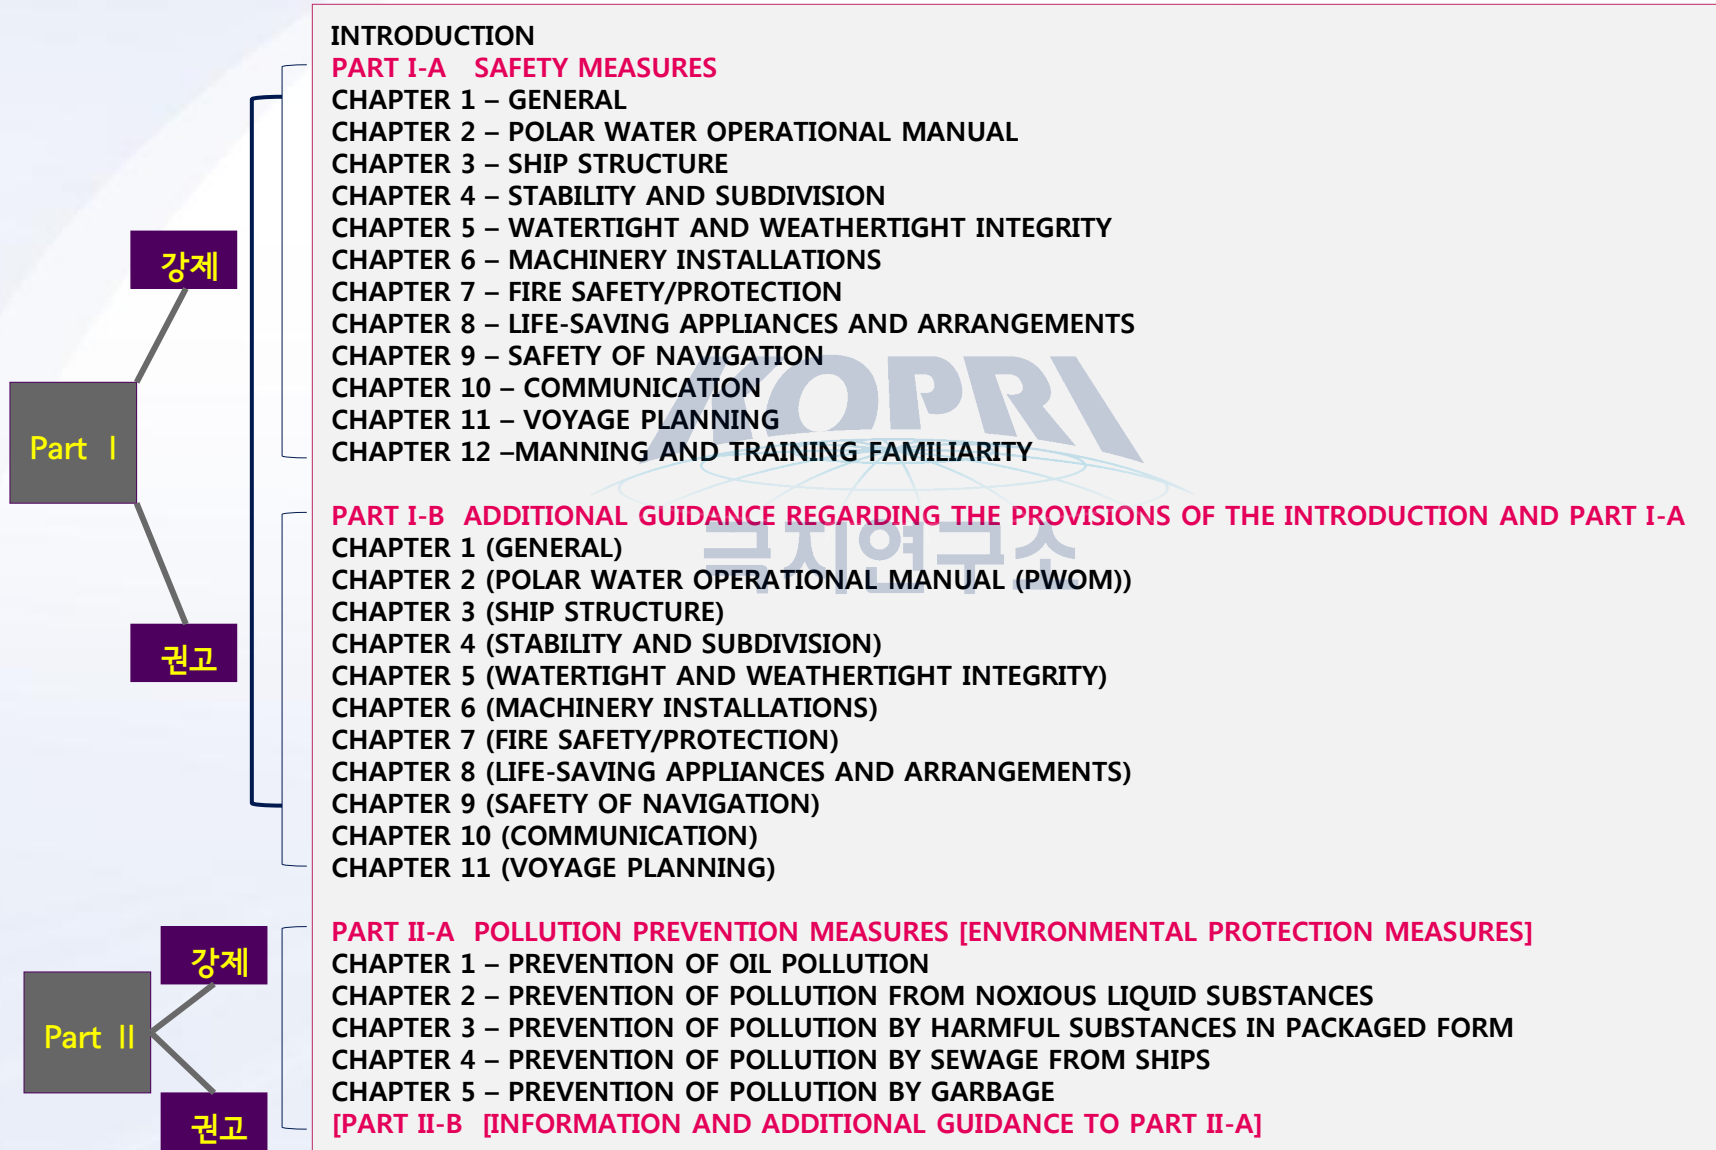 INTRODUCTION
PART I-A SAFETY MEASURES
CHAPTER 1 – GENERAL
CHAPTER 2 – POLAR WATER OPERATIONAL MANUAL
CHAPTER 3 – SHIP STRUCTURE
CHAPTER 4 – STABILITY AND SUBDIVISION
CHAPTER 5 – WATERTIGHT AND WEATHERTIGHT INTEGRITY
강제
CHAPTER 6 – MACHINERY INSTALLATIONS
CHAPTER 7 – FIRE SAFETY/PROTECTION
CHAPTER 8 – LIFE-SAVING APPLIANCES AND ARRANGEMENTS
CHAPTER 9 – SAFETY OF NAVIGATION
CHAPTER 10 – COMMUNICATION
CHAPTER 11 – VOYAGE PLANNING
KOPRI
Part I
CHAPTER 12 –MANNING AND TRAINING FAMILIARITY
PART I-B ADDITIONAL GUIDANCE REGARDING THE PROVISIONS OF THE INTRODUCTION AND PART I-A
CHAPTER 1 (GENERAL)
극지연구소
CHAPTER 2 (POLAR WATER OPERATIONAL MANUAL (PWOM))
CHAPTER 3 (SHIP STRUCTURE)
CHAPTER 4 (STABILITY AND SUBDIVISION)
권고
CHAPTER 5 (WATERTIGHT AND WEATHERTIGHT INTEGRITY)
CHAPTER 6 (MACHINERY INSTALLATIONS)
CHAPTER 7 (FIRE SAFETY/PROTECTION)
CHAPTER 8 (LIFE-SAVING APPLIANCES AND ARRANGEMENTS)
CHAPTER 9 (SAFETY OF NAVIGATION)
CHAPTER 10 (COMMUNICATION)
CHAPTER 11 (VOYAGE PLANNING)
PART II-A POLLUTION PREVENTION MEASURES [ENVIRONMENTAL PROTECTION MEASURES]
강제
CHAPTER 1 – PREVENTION OF OIL POLLUTION
CHAPTER 2 – PREVENTION OF POLLUTION FROM NOXIOUS LIQUID SUBSTANCES
Part II
CHAPTER 3 – PREVENTION OF POLLUTION BY HARMFUL SUBSTANCES IN PACKAGED FORM
CHAPTER 4 – PREVENTION OF POLLUTION BY SEWAGE FROM SHIPS
CHAPTER 5 – PREVENTION OF POLLUTION BY GARBAGE
권고
[PART II-B [INFORMATION AND ADDITIONAL GUIDANCE TO PART II-A]